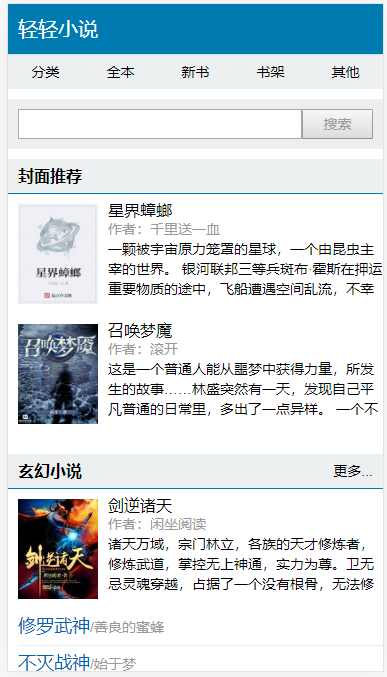 轻轻小说
分类 全本 新书 书架 其他
搜索
封面推荐
星界蟑螂
星界蟑螂
作者：千里送一血
一颗被宇宙原力笼罩的星球，一个由昆虫主
宰的世界。 银河联邦三等兵斑布·霍斯在押运
重要物质的途中，飞船遭遇空间乱流，不幸
召唤梦魇
召唤梦魇
作者：滚开
这是一个普通人能从噩梦中获得力量，所发
生的故事……林盛突然有一天，发现自己平
凡普通的日常里，多出了一点异样。 一个不
玄幻小说 更多...
剑逆诸天
剑逆诸天
作者：闲坐阅读
诸天万域，宗门林立，各族的天才修炼者，
修炼武道，掌控无上神通，实力为尊。卫无
忌灵魂穿越，占据了一个没有根骨，无法修
修罗武神/善良的蜜蜂
不灭战神/始于梦